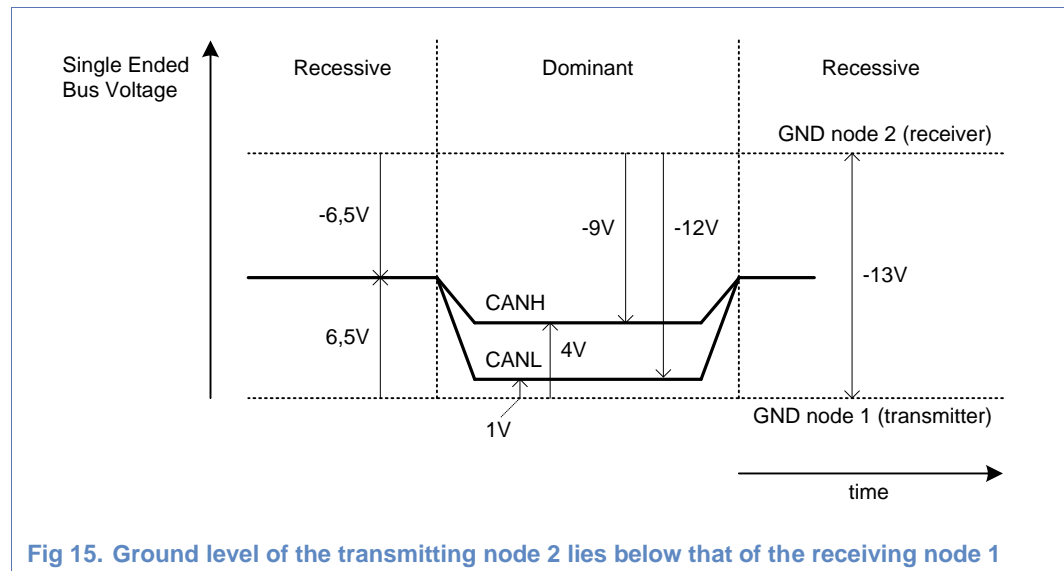 Single Ended
Bus Voltage
Recessive
Dominant
Recessive
GND node 2 (receiver)
-6,5V
-9V
-12V
-13V
CANH
6,5V
4V
CANL
1V
GND node 1 (transmitter)
time
Fig 15. Ground level of the transmitting node 2 lies below that of the receiving node 1